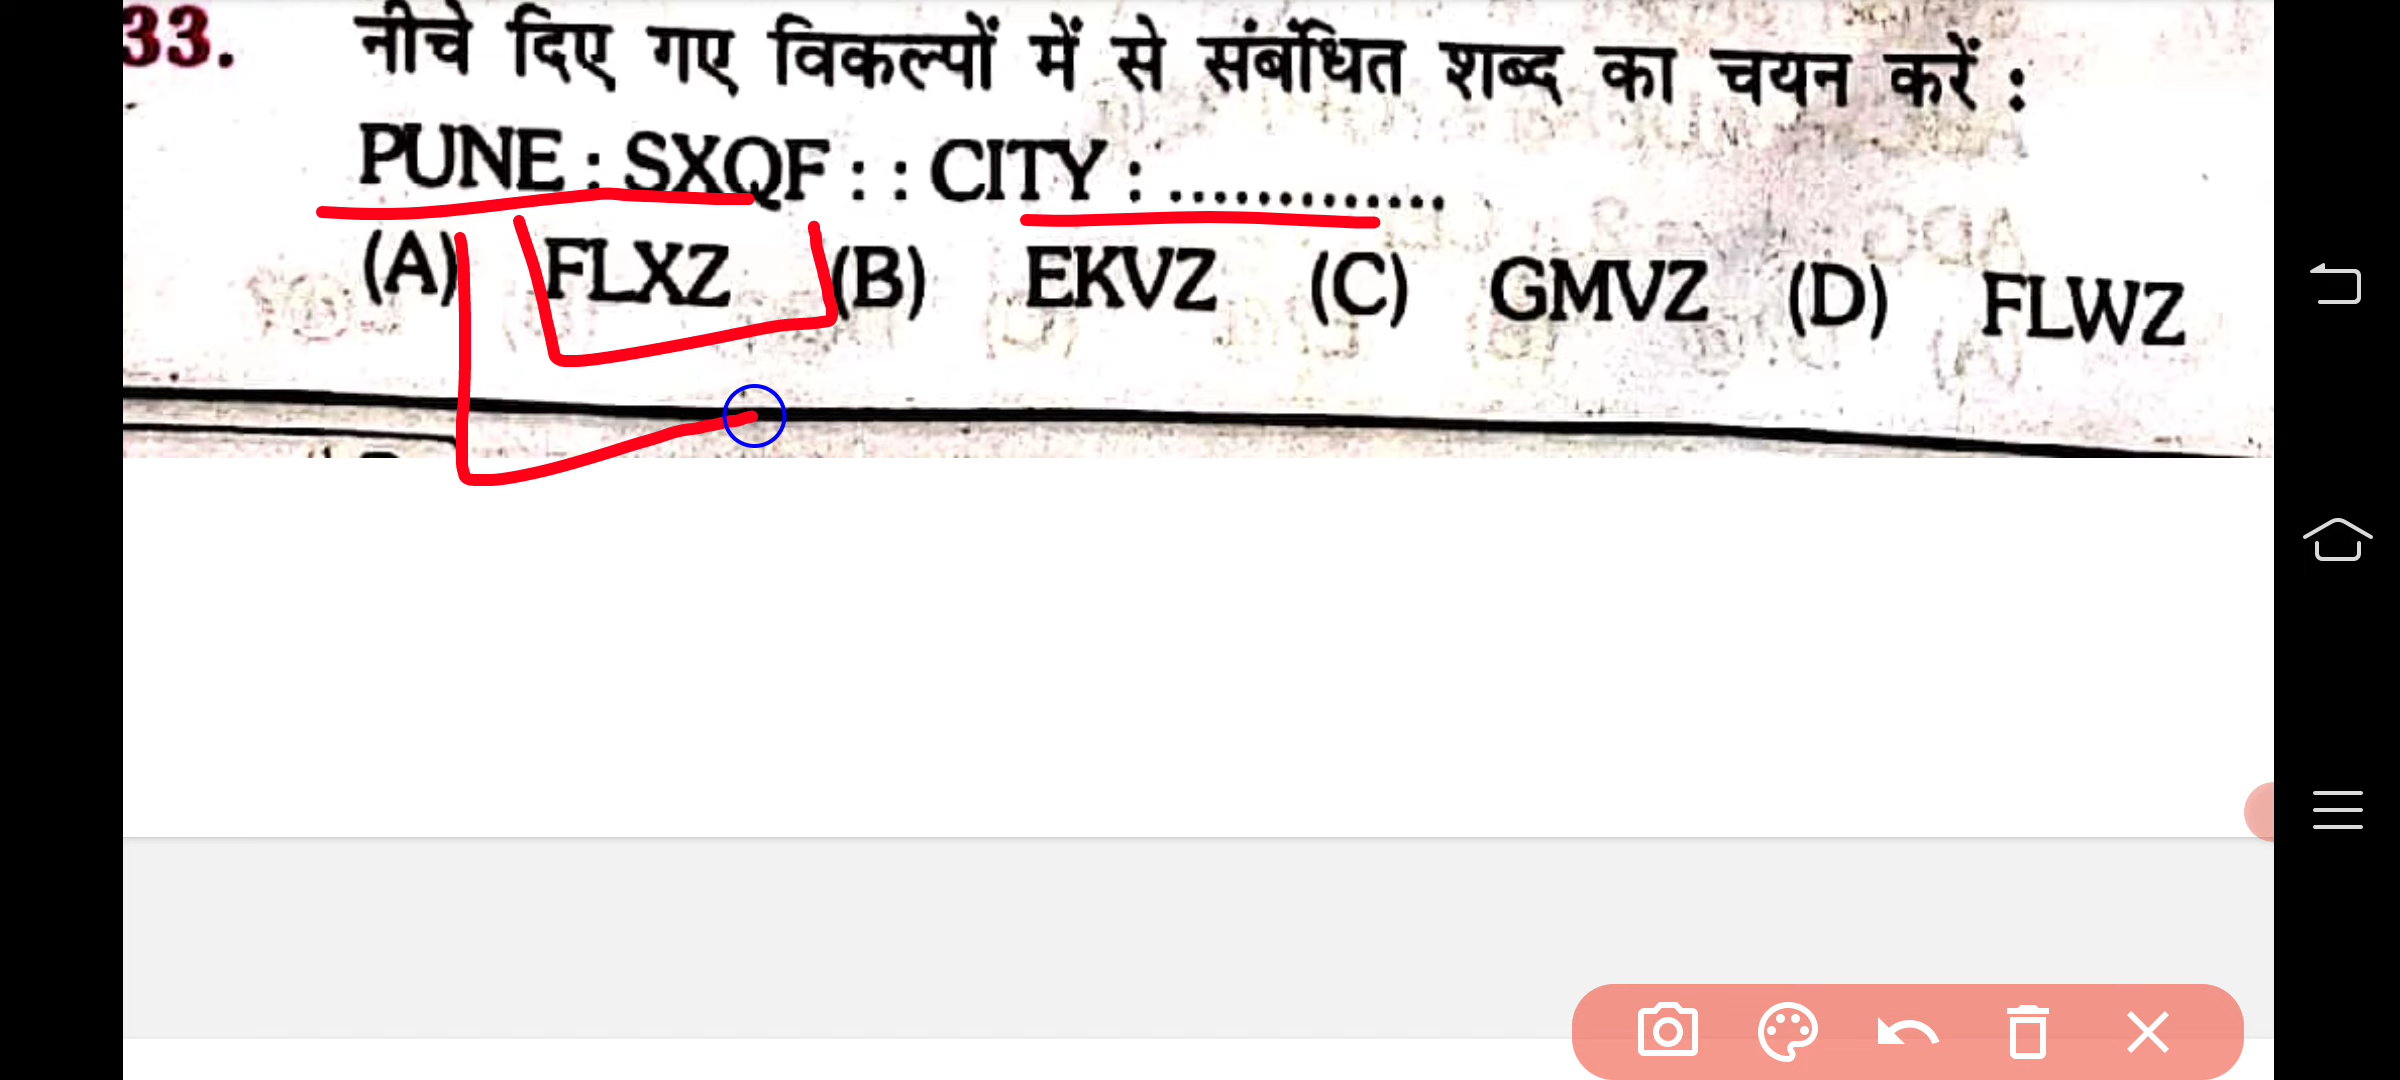 33. नीचे दिए गए विकल्पों में से संबंधित शब्द का चयन करें :
PUNE : SXQF : : CITY : .............
(A) FLXZ (B) EKVZ (C) GMVZ (D) FLWZ